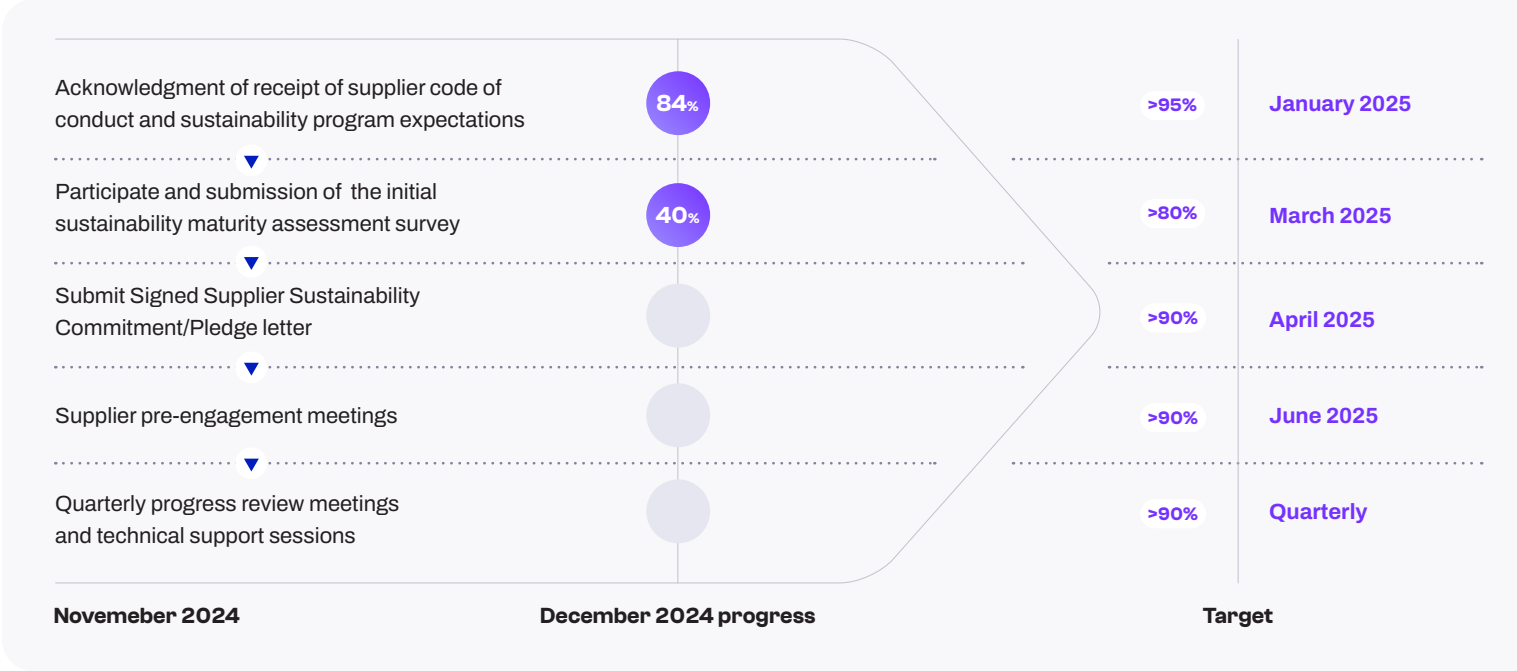 Acknowledgment of receipt of supplier code of
conduct and sustainability program expectations
84%
>95%
January 2025
Participate and submission of  the initial
sustainability maturity assessment survey
40%
>80%
March 2025
Submit Signed Supplier Sustainability
Commitment/Pledge letter
>90%
April 2025
Supplier pre-engagement meetings
>90%
June 2025
Quarterly progress review meetings
and technical support sessions
>90%
Quarterly
Novemeber 2024
December 2024 progress
Target